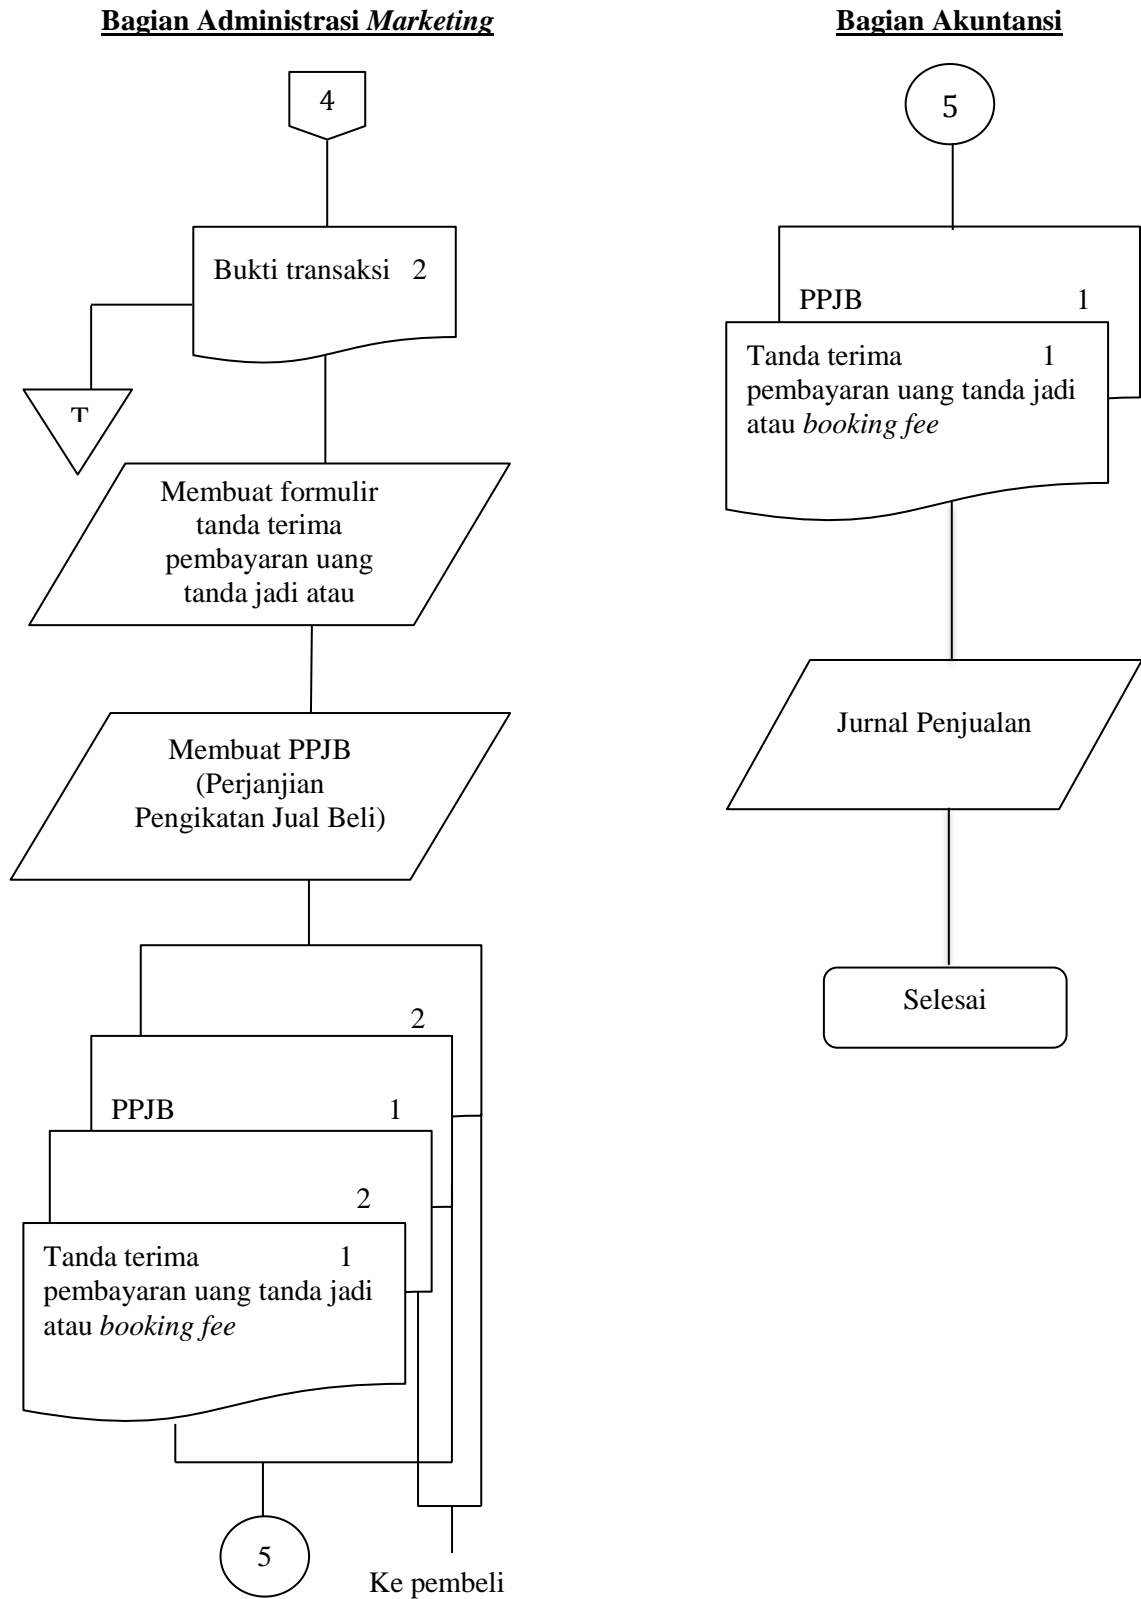 Bagian Administrasi Marketing
4
Bukti transaksi 2
T
Membuat formulir
tanda terima
pembayaran uang
tanda jadi atau
Membuat PPJB
(Perjanjian
Pengikatan Jual Beli)
2
PPJB 1
2
Tanda terima 1
pembayaran uang tanda jadi
atau booking fee
5
Ke pembeli
Bagian Akuntansi
5
PPJB 1
Tanda terima 1
pembayaran uang tanda jadi
atau booking fee
Jurnal Penjualan
Selesai